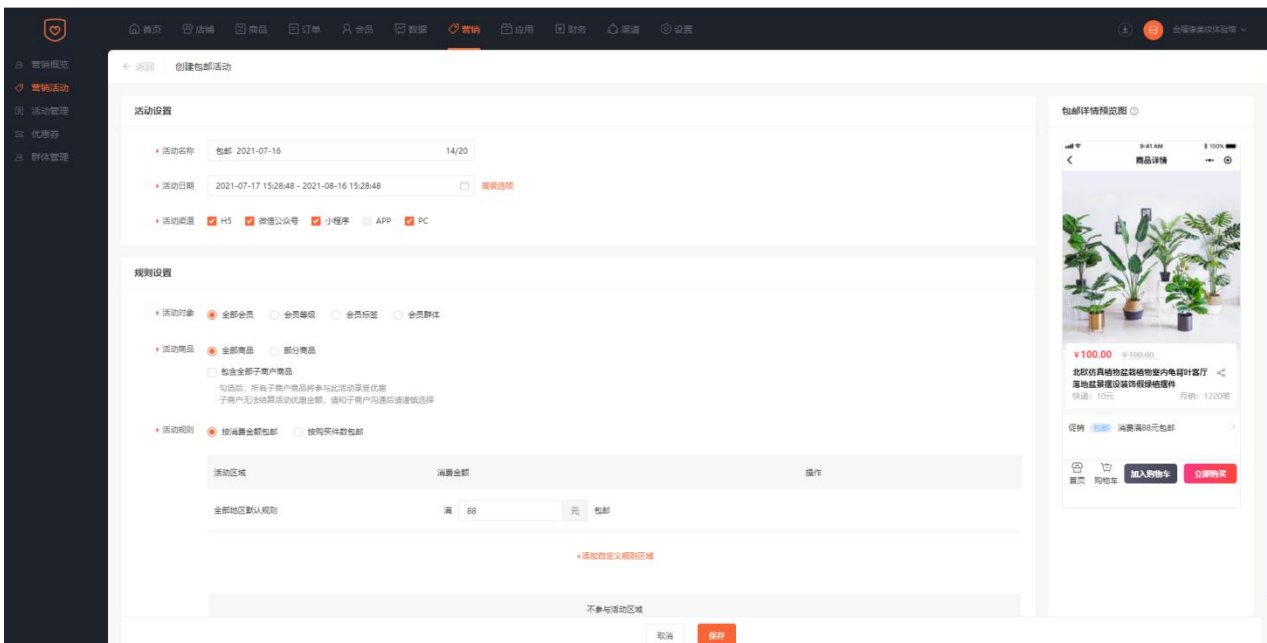 首页 店铺 商品 订单 会员 数据 营销 应用 财务 渠道 设置
营销概览
营销活动
活动管理
优惠券
群体管理
← 返回 创建包邮活动
活动设置
* 活动名称 包邮 2021-07-16 14/20
* 活动日期 2021-07-17 15:28:48 - 2021-08-16 15:28:48 高级选项
* 活动渠道 H5 微信公众号 小程序 APP PC
规则设置
* 活动对象 全部会员 会员等级 会员标签 会员群体
* 活动商品 全部商品 部分商品
包含全部子商户商品
勾选后，所有子商户商品将参与此活动享受优惠
子商户无法结算活动优惠金额，请和子商户沟通后请谨慎选择
* 活动规则 按消费金额包邮 按购买件数包邮
活动区域 消费金额 操作
全部地区默认规则 满 88 元 包邮
+添加自定义规则区域
不参与活动区域
取消 保存
包邮详情预览图
9:41 AM 100%
商品详情
¥100.00 ¥100.00
北欧仿真植物盆栽植物室内龟背叶客厅
落地盆景摆设装饰假绿植摆件
快递：10元 月销：1220笔
促销 包邮 消费满88元包邮
首页 购物车 加入购物车 立即购买